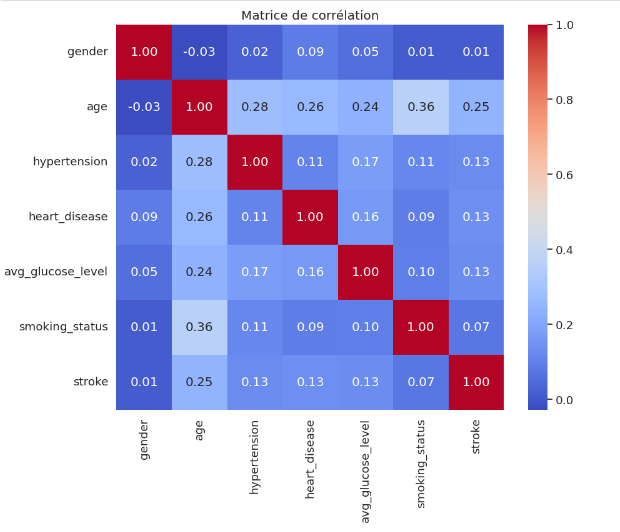 Matrice de corrélation
gender 1.00 -0.03 0.02 0.09 0.05 0.01 0.01
age -0.03 1.00 0.28 0.26 0.24 0.36 0.25
hypertension 0.02 0.28 1.00 0.11 0.17 0.11 0.13
heart_disease 0.09 0.26 0.11 1.00 0.16 0.09 0.13
avg_glucose_level 0.05 0.24 0.17 0.16 1.00 0.10 0.13
smoking_status 0.01 0.36 0.11 0.09 0.10 1.00 0.07
stroke 0.01 0.25 0.13 0.13 0.13 0.07 1.00
gender
age
hypertension
heart_disease
avg_glucose_level
smoking_status
stroke
1.0
0.8
0.6
0.4
0.2
0.0